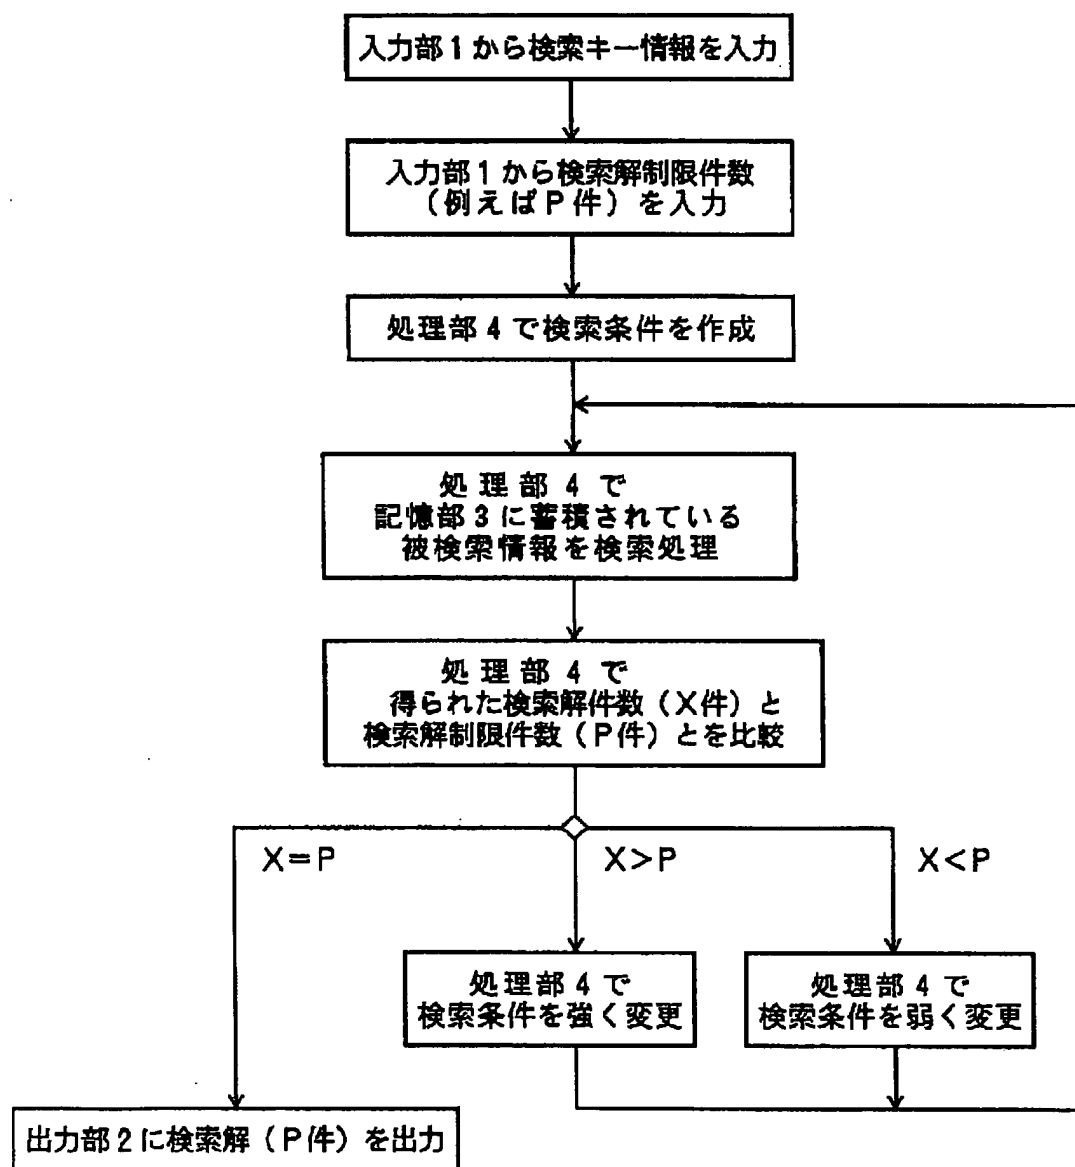 入力部1から検索キー情報を入力
入力部1から検索解制限件数
(例えばP件)を入力
処理部4で検索条件を作成
処理部4で
記憶部3に蓄積されている
被検索情報を検索処理
処理部4で
得られた検索解件数(X件)と
検索解制限件数(P件)とを比較
X=P
X>P
X<P
処理部4で
検索条件を強く変更
処理部4で
検索条件を弱く変更
出力部2に検索解(P件)を出力